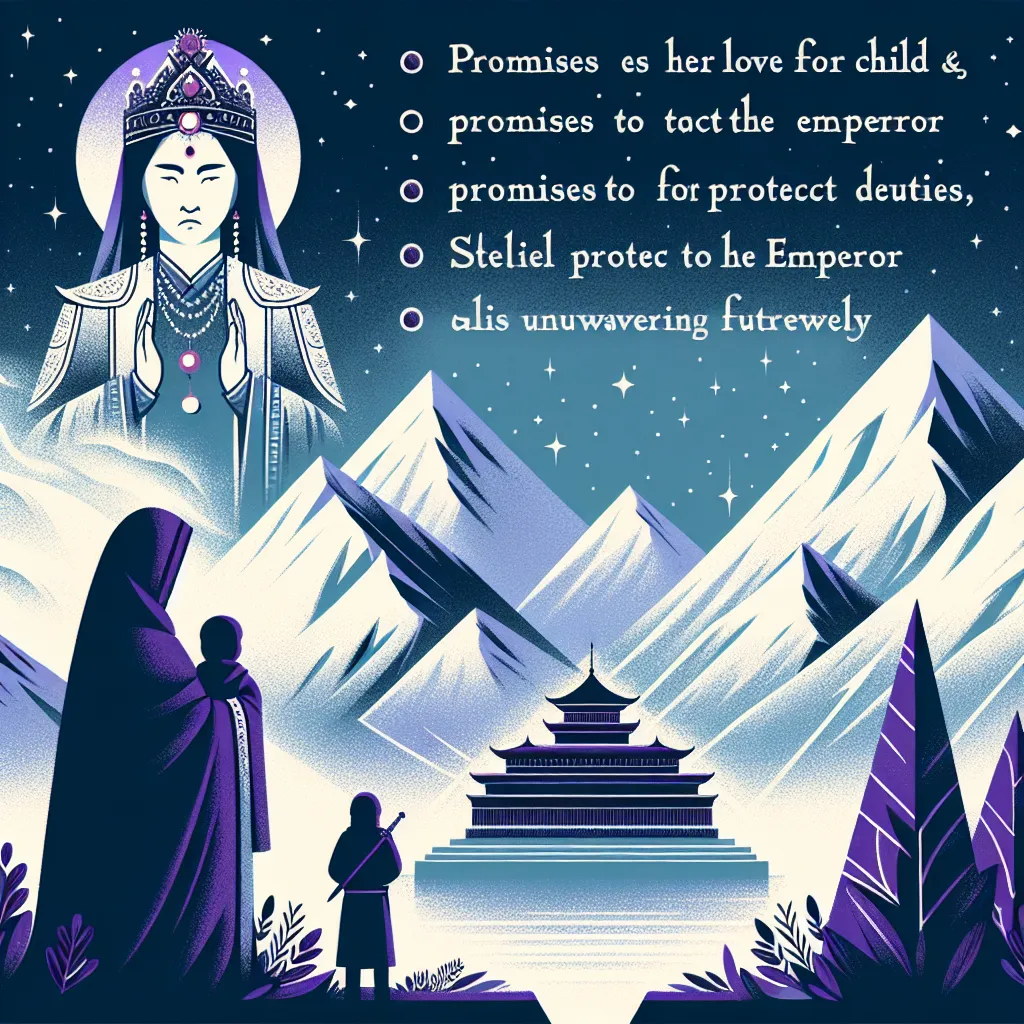 Promises es her love for child &
promises to tact the emperror
promises to for protecct deuties,
Steliel protec to he Emperor
alis unuwavering futrewely